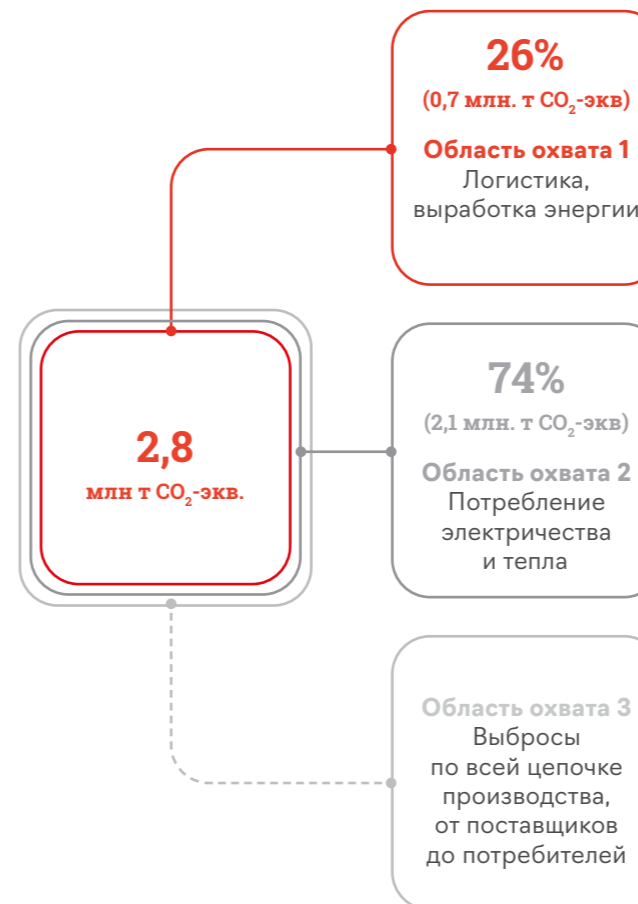 26%
(0,7 млн. т CO₂-экв)
Область охвата 1
Логистика,
выработка энергии
2,8
млн т CO₂-экв.
74%
(2,1 млн. т CO₂-экв)
Область охвата 2
Потребление
электричества
и тепла
Область охвата 3
Выбросы
по всей цепочке
производства,
от поставщиков
до потребителей